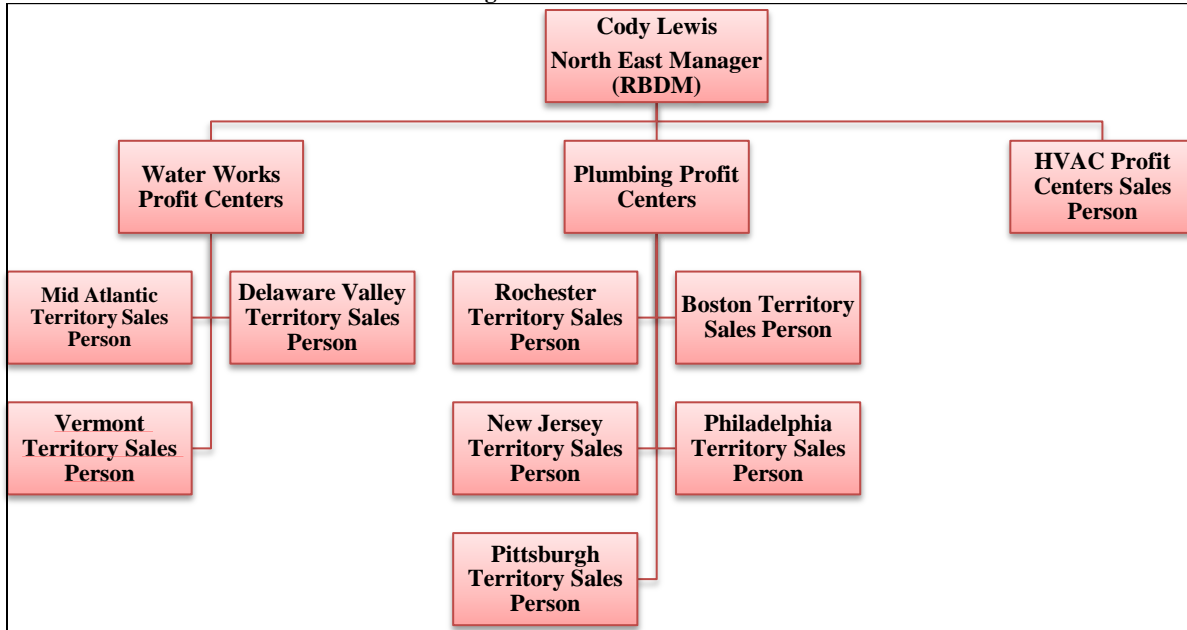 Cody Lewis
North East Manager
(RBDM)
Water Works
Profit Centers
Plumbing Profit
Centers
HVAC Profit
Centers Sales
Person
Mid Atlantic
Territory Sales
Person
Delaware Valley
Territory Sales
Person
Rochester
Territory Sales
Person
Boston Territory
Sales Person
Vermont
Territory Sales
Person
New Jersey
Territory Sales
Person
Philadelphia
Territory Sales
Person
Pittsburgh
Territory Sales
Person